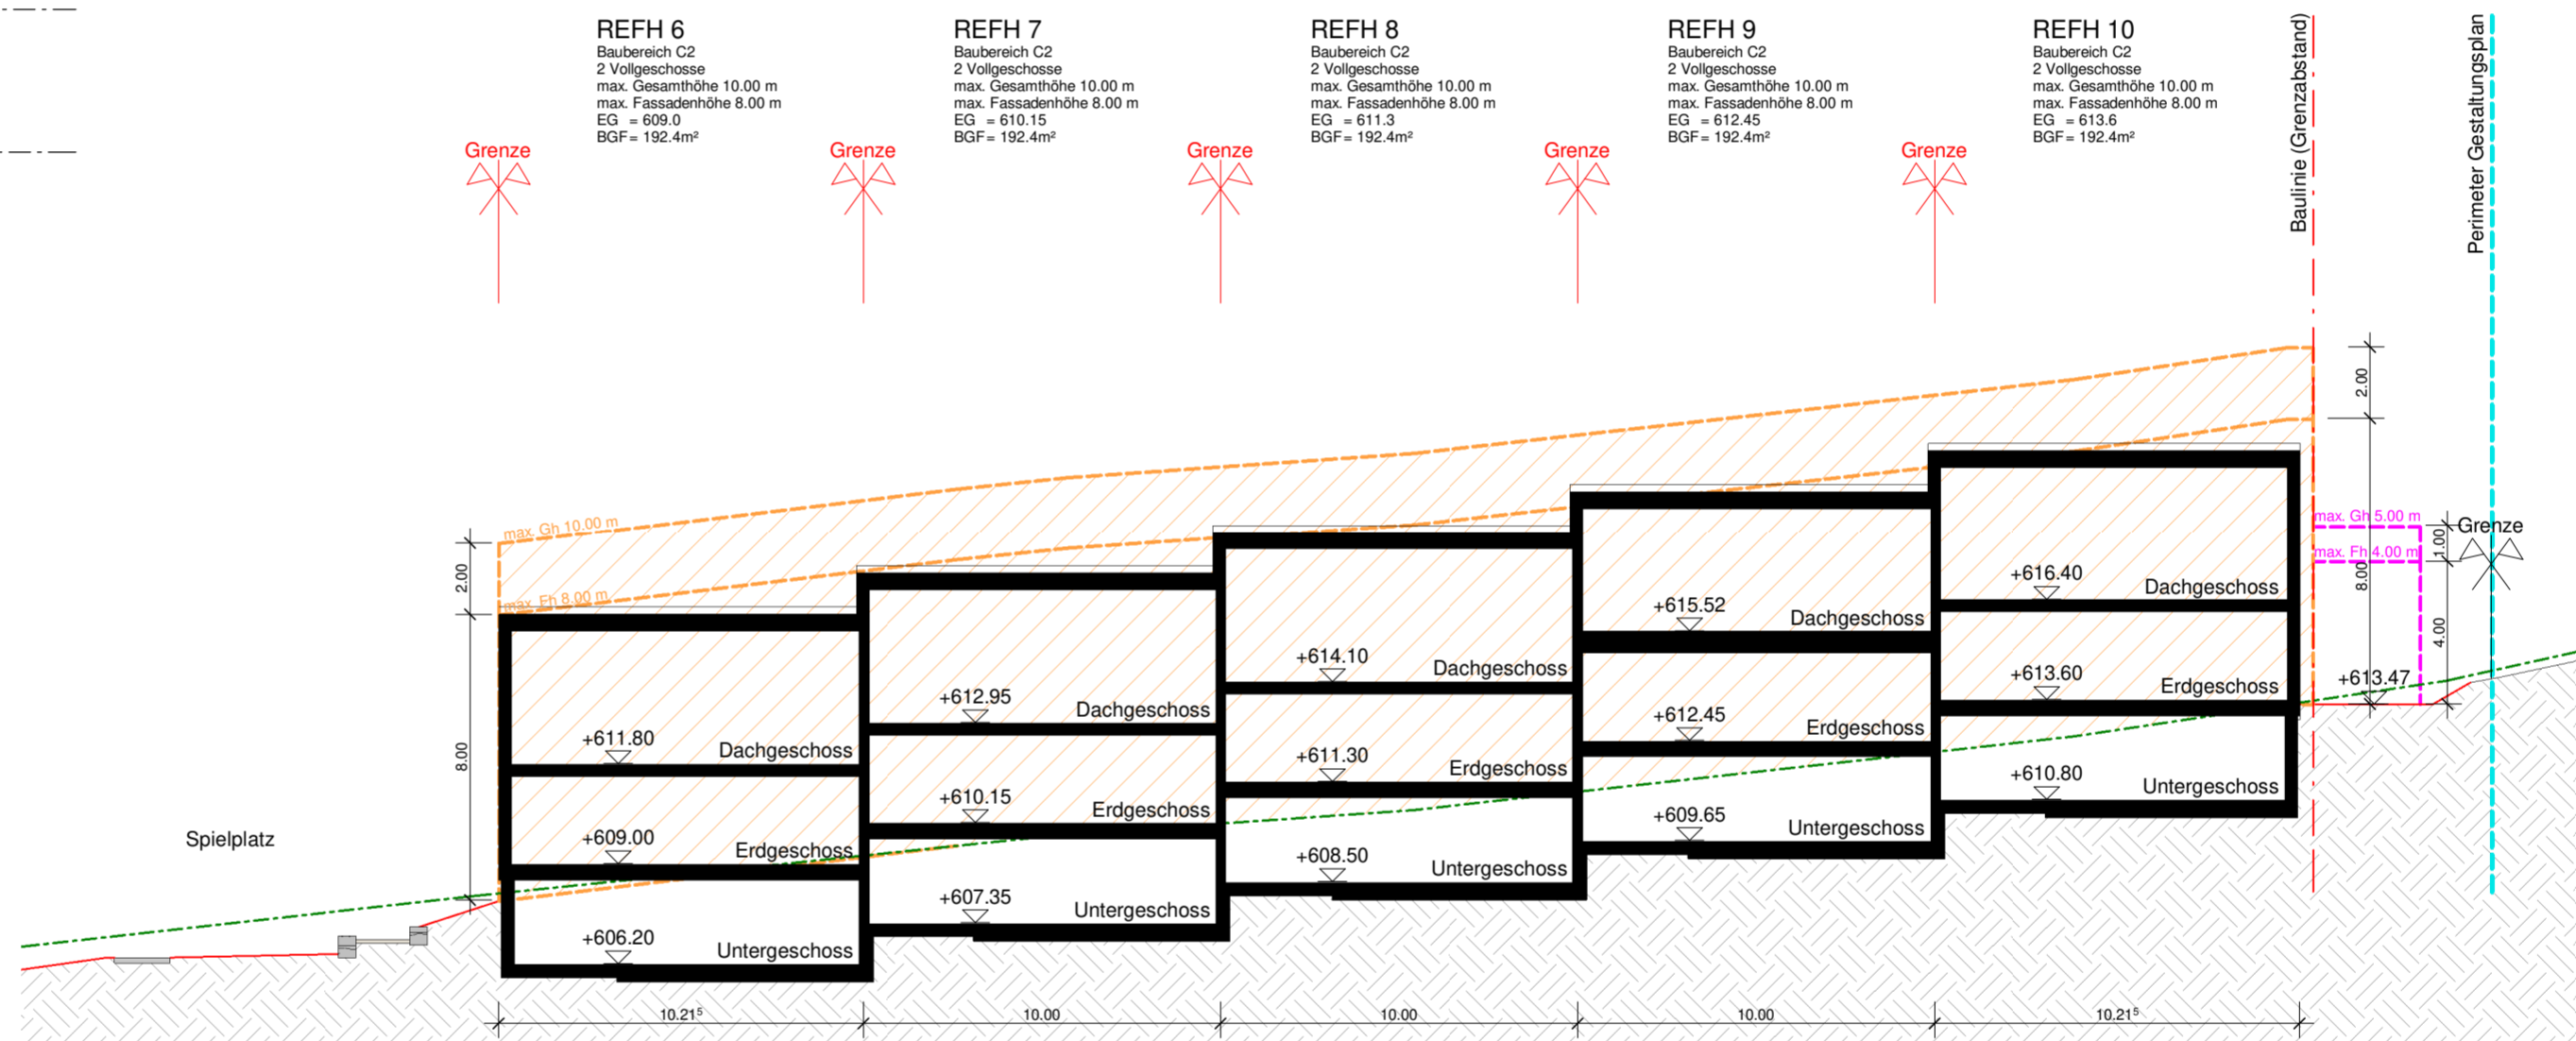 REFH 6
Baubereich C2
2 Vollgeschosse
max. Gesamthöhe 10.00 m
max. Fassadenhöhe 8.00 m
EG = 609.0
BGF= 192.4m²
REFH 7
Baubereich C2
2 Vollgeschosse
max. Gesamthöhe 10.00 m
max. Fassadenhöhe 8.00 m
EG = 610.15
BGF= 192.4m²
REFH 8
Baubereich C2
2 Vollgeschosse
max. Gesamthöhe 10.00 m
max. Fassadenhöhe 8.00 m
EG = 611.3
BGF= 192.4m²
REFH 9
Baubereich C2
2 Vollgeschosse
max. Gesamthöhe 10.00 m
max. Fassadenhöhe 8.00 m
EG = 612.45
BGF= 192.4m²
REFH 10
Baubereich C2
2 Vollgeschosse
max. Gesamthöhe 10.00 m
max. Fassadenhöhe 8.00 m
EG = 613.6
BGF= 192.4m²
Baulinie (Grenzabstand)
Perimeter Gestaltungsplan
Grenze
Grenze
Grenze
Grenze
Grenze
2.00
8.00
max. Gh 5.00 m
max. Fh 4.00 m
1.00
4.00
Grenze
+613.47
max. Gh 10.00 m
max. Fh 8.00 m
2.00
8.00
Spielplatz
+611.80
Dachgeschoss
+609.00
Erdgeschoss
+606.20
Untergeschoss
+612.95
Dachgeschoss
+610.15
Erdgeschoss
+607.35
Untergeschoss
+614.10
Dachgeschoss
+611.30
Erdgeschoss
+608.50
Untergeschoss
+615.52
Dachgeschoss
+612.45
Erdgeschoss
+609.65
Untergeschoss
+616.40
Dachgeschoss
+613.60
Erdgeschoss
+610.80
Untergeschoss
10.21⁵
10.00
10.00
10.00
10.21⁵